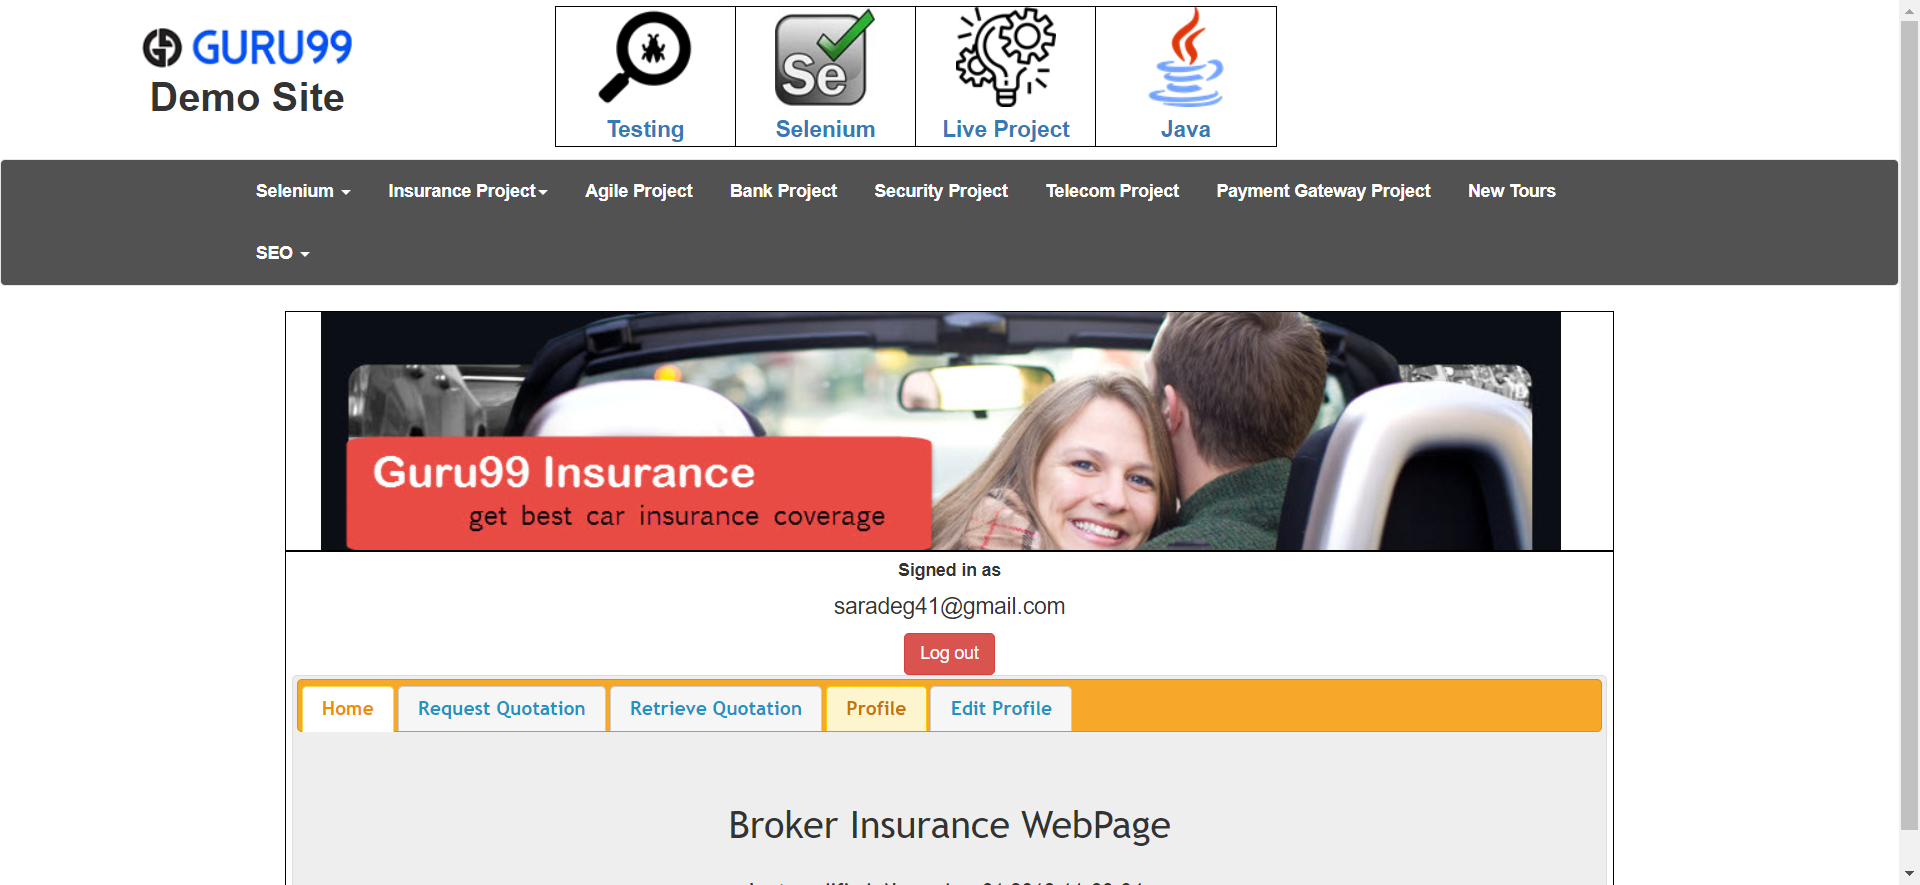 GURU99
Demo Site
Se
Testing
Selenium
Live Project
Java
Selenium
Insurance Project
Agile Project
Bank Project
Security Project
Telecom Project
Payment Gateway Project
New Tours
SEO
Guru99 Insurance
get best car insurance coverage
Signed in as
saradeg41@gmail.com
Log out
Home
Request Quotation
Retrieve Quotation
Profile
Edit Profile
Broker Insurance WebPage